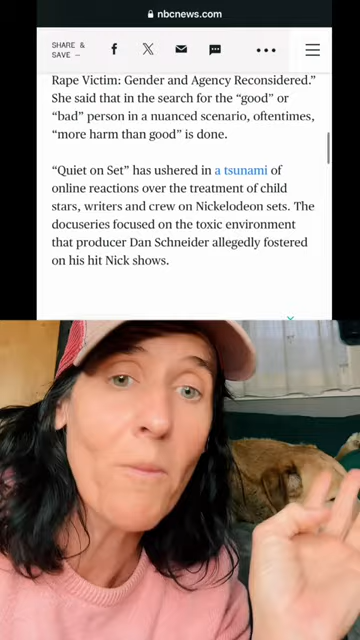 nbcnews.com
SHARE &
SAVE —
Rape Victim: Gender and Agency Reconsidered.”
She said that in the search for the “good” or
“bad” person in a nuanced scenario, oftentimes,
“more harm than good” is done.
“Quiet on Set” has ushered in a tsunami of
online reactions over the treatment of child
stars, writers and crew on Nickelodeon sets. The
docuseries focused on the toxic environment
that producer Dan Schneider allegedly fostered
on his hit Nick shows.